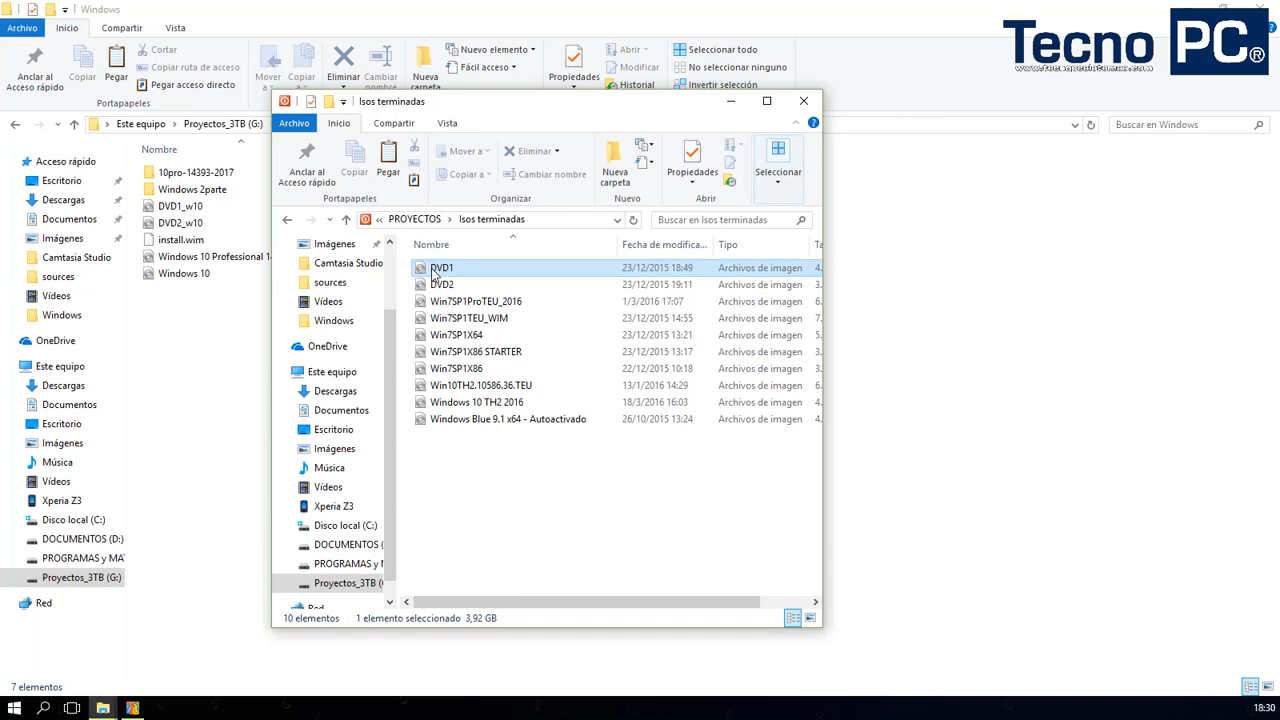 Windows
Archivo Inicio Compartir Vista
Anclar al Acceso rápido
Copiar
Pegar
Cortar
Copiar ruta de acceso
Pegar acceso directo
Portapapeles
Mover a
Copiar
Eliminar
Cambiar
Nueva
Nuevo elemento
Fácil acceso
Propiedades
Abrir
Modificar
Historial
Seleccionar todo
No seleccionar ninguno
Invertir selección
Tecno PC®
Este equipo > Proyectos_3TB (G:)
Buscar en Windows
Acceso rápido
Escritorio
Descargas
Documentos
Imágenes
Camtasia Studio
sources
Vídeos
Windows
OneDrive
Este equipo
Descargas
Documentos
Escritorio
Imágenes
Música
Vídeos
Xperia Z3
Disco local (C:)
DOCUMENTOS (D:)
PROGRAMAS y MA
Proyectos_3TB (G:)
Red
Nombre
10pro-14393-2017
Windows 2parte
DVD1_w10
DVD2_w10
install.wim
Windows 10 Professional 1
Windows 10
7 elementos
Isos terminadas
Archivo Inicio Compartir Vista
Anclar al Acceso rápido
Copiar
Pegar
Portapapeles
Mover a
Copiar a
Eliminar
Cambiar nombre
Organizar
Nueva carpeta
Nuevo
Propiedades
Abrir
Seleccionar
« PROYECTOS > Isos terminadas
Buscar en Isos terminadas
Imágenes
Camtasia Studio
sources
Vídeos
Windows
OneDrive
Este equipo
Descargas
Documentos
Escritorio
Imágenes
Música
Vídeos
Xperia Z3
Disco local (C:)
DOCUMENTOS (
PROGRAMAS y M
Proyectos_3TB (
Red
Nombre Fecha de modifica... Tipo Ta
DVD1 23/12/2015 18:49 Archivos de imagen 4.
DVD2 23/12/2015 19:11 Archivos de imagen 3.
Win7SP1ProTEU_2016 1/3/2016 17:07 Archivos de imagen 6.
Win7SP1TEU_WIM 23/12/2015 14:55 Archivos de imagen 7.
Win7SP1X64 23/12/2015 13:21 Archivos de imagen 5.
Win7SP1X86 STARTER 23/12/2015 13:17 Archivos de imagen 3.
Win7SP1X86 22/12/2015 10:18 Archivos de imagen 3.
Win10TH2.10586.36.TEU 13/1/2016 14:29 Archivos de imagen 6.
Windows 10 TH2 2016 18/3/2016 16:03 Archivos de imagen 4.
Windows Blue 9.1 x64 - Autoactivado 26/10/2015 13:24 Archivos de imagen 4.
10 elementos 1 elemento seleccionado 3,92 GB
18:30